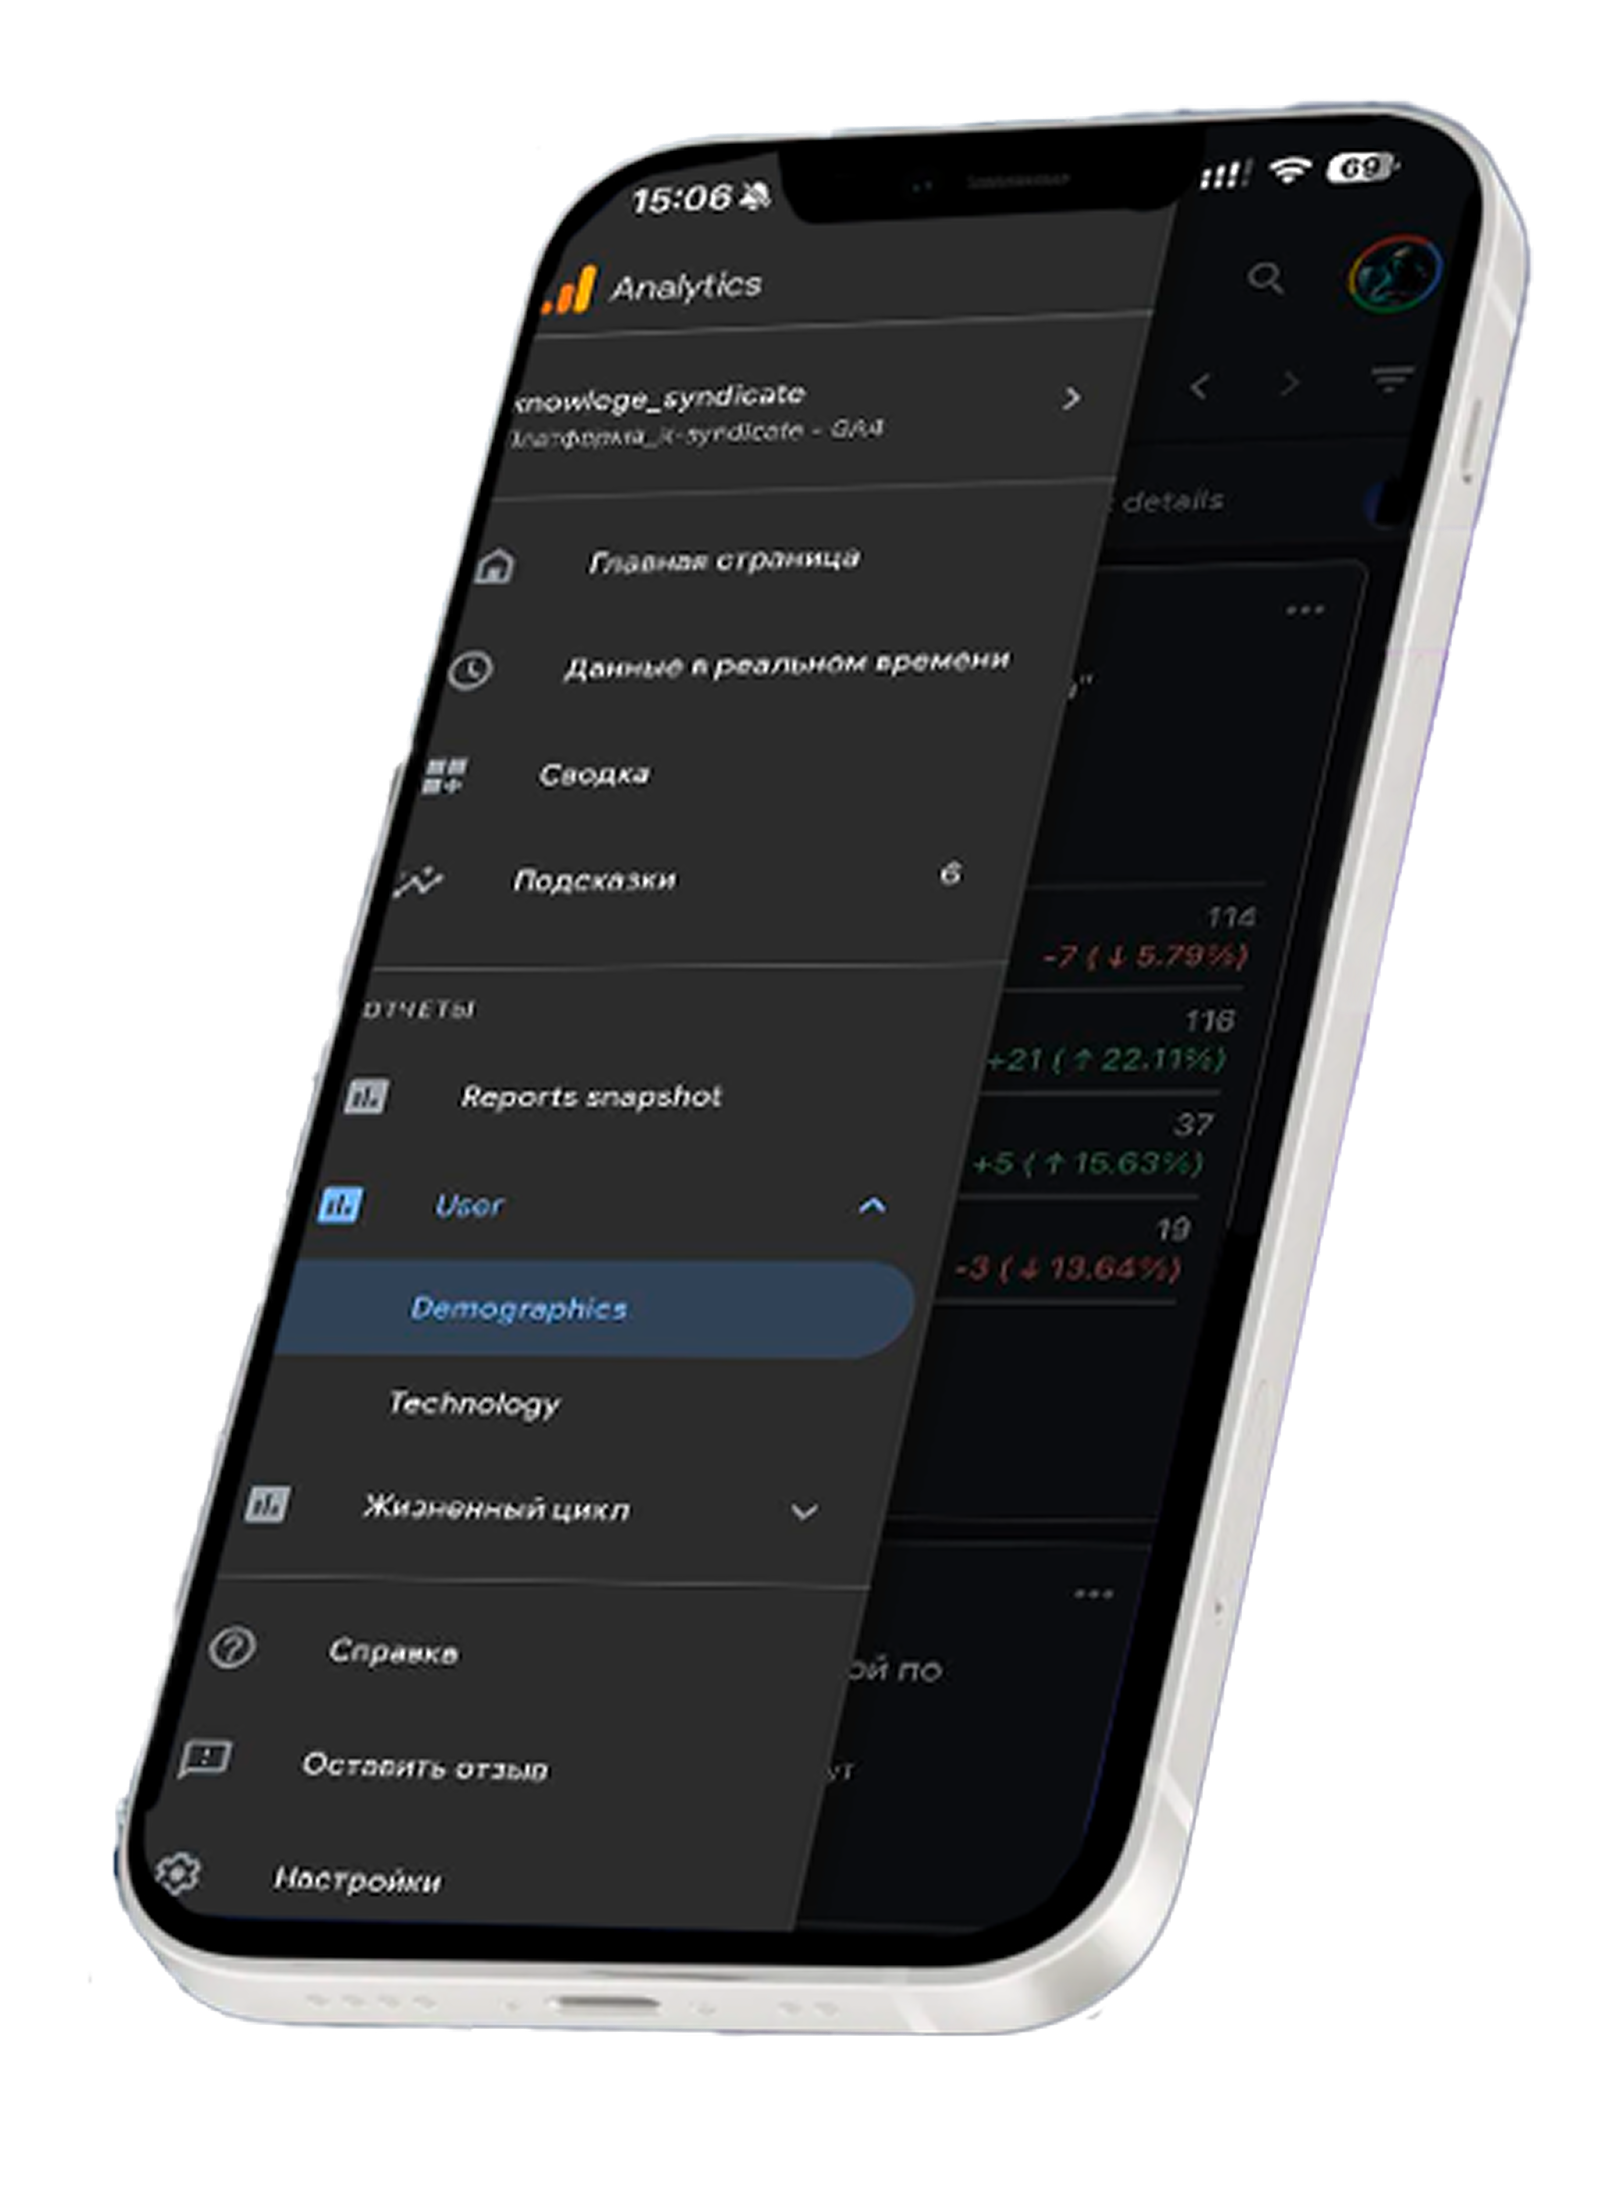 15:06
69
Analytics
knowlege_syndicate
Платформа_k-syndicate - GA4
details
Главная страница
Данные в реальном времени
"
Сводка
Подсказки 6
114
-7 (↓ 5.79%)
ОТЧЕТЫ
116
+21 (↑ 22.11%)
Reports snapshot
37
+5 (↑ 15.63%)
User
19
-3 (↓ 13.64%)
Demographics
Technology
Жизненный цикл
Справка
ой по
Оставить отзыв
ут
Настройки